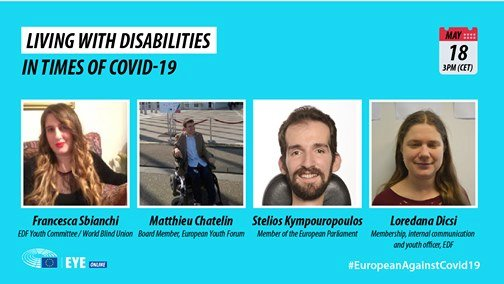 LIVING WITH DISABILITIES
IN TIMES OF COVID-19
MAY
18
3PM (CET)
Francesca Sbianchi
EDF Youth Committee / World Blind Union
Matthieu Chatelin
Board Member, European Youth Forum
Stelios Kympouropoulos
Member of the European Parliament
Loredana Dicsi
Membership, internal communication
and youth officer, EDF
EYE ONLINE
#EuropeanAgainstCovid19